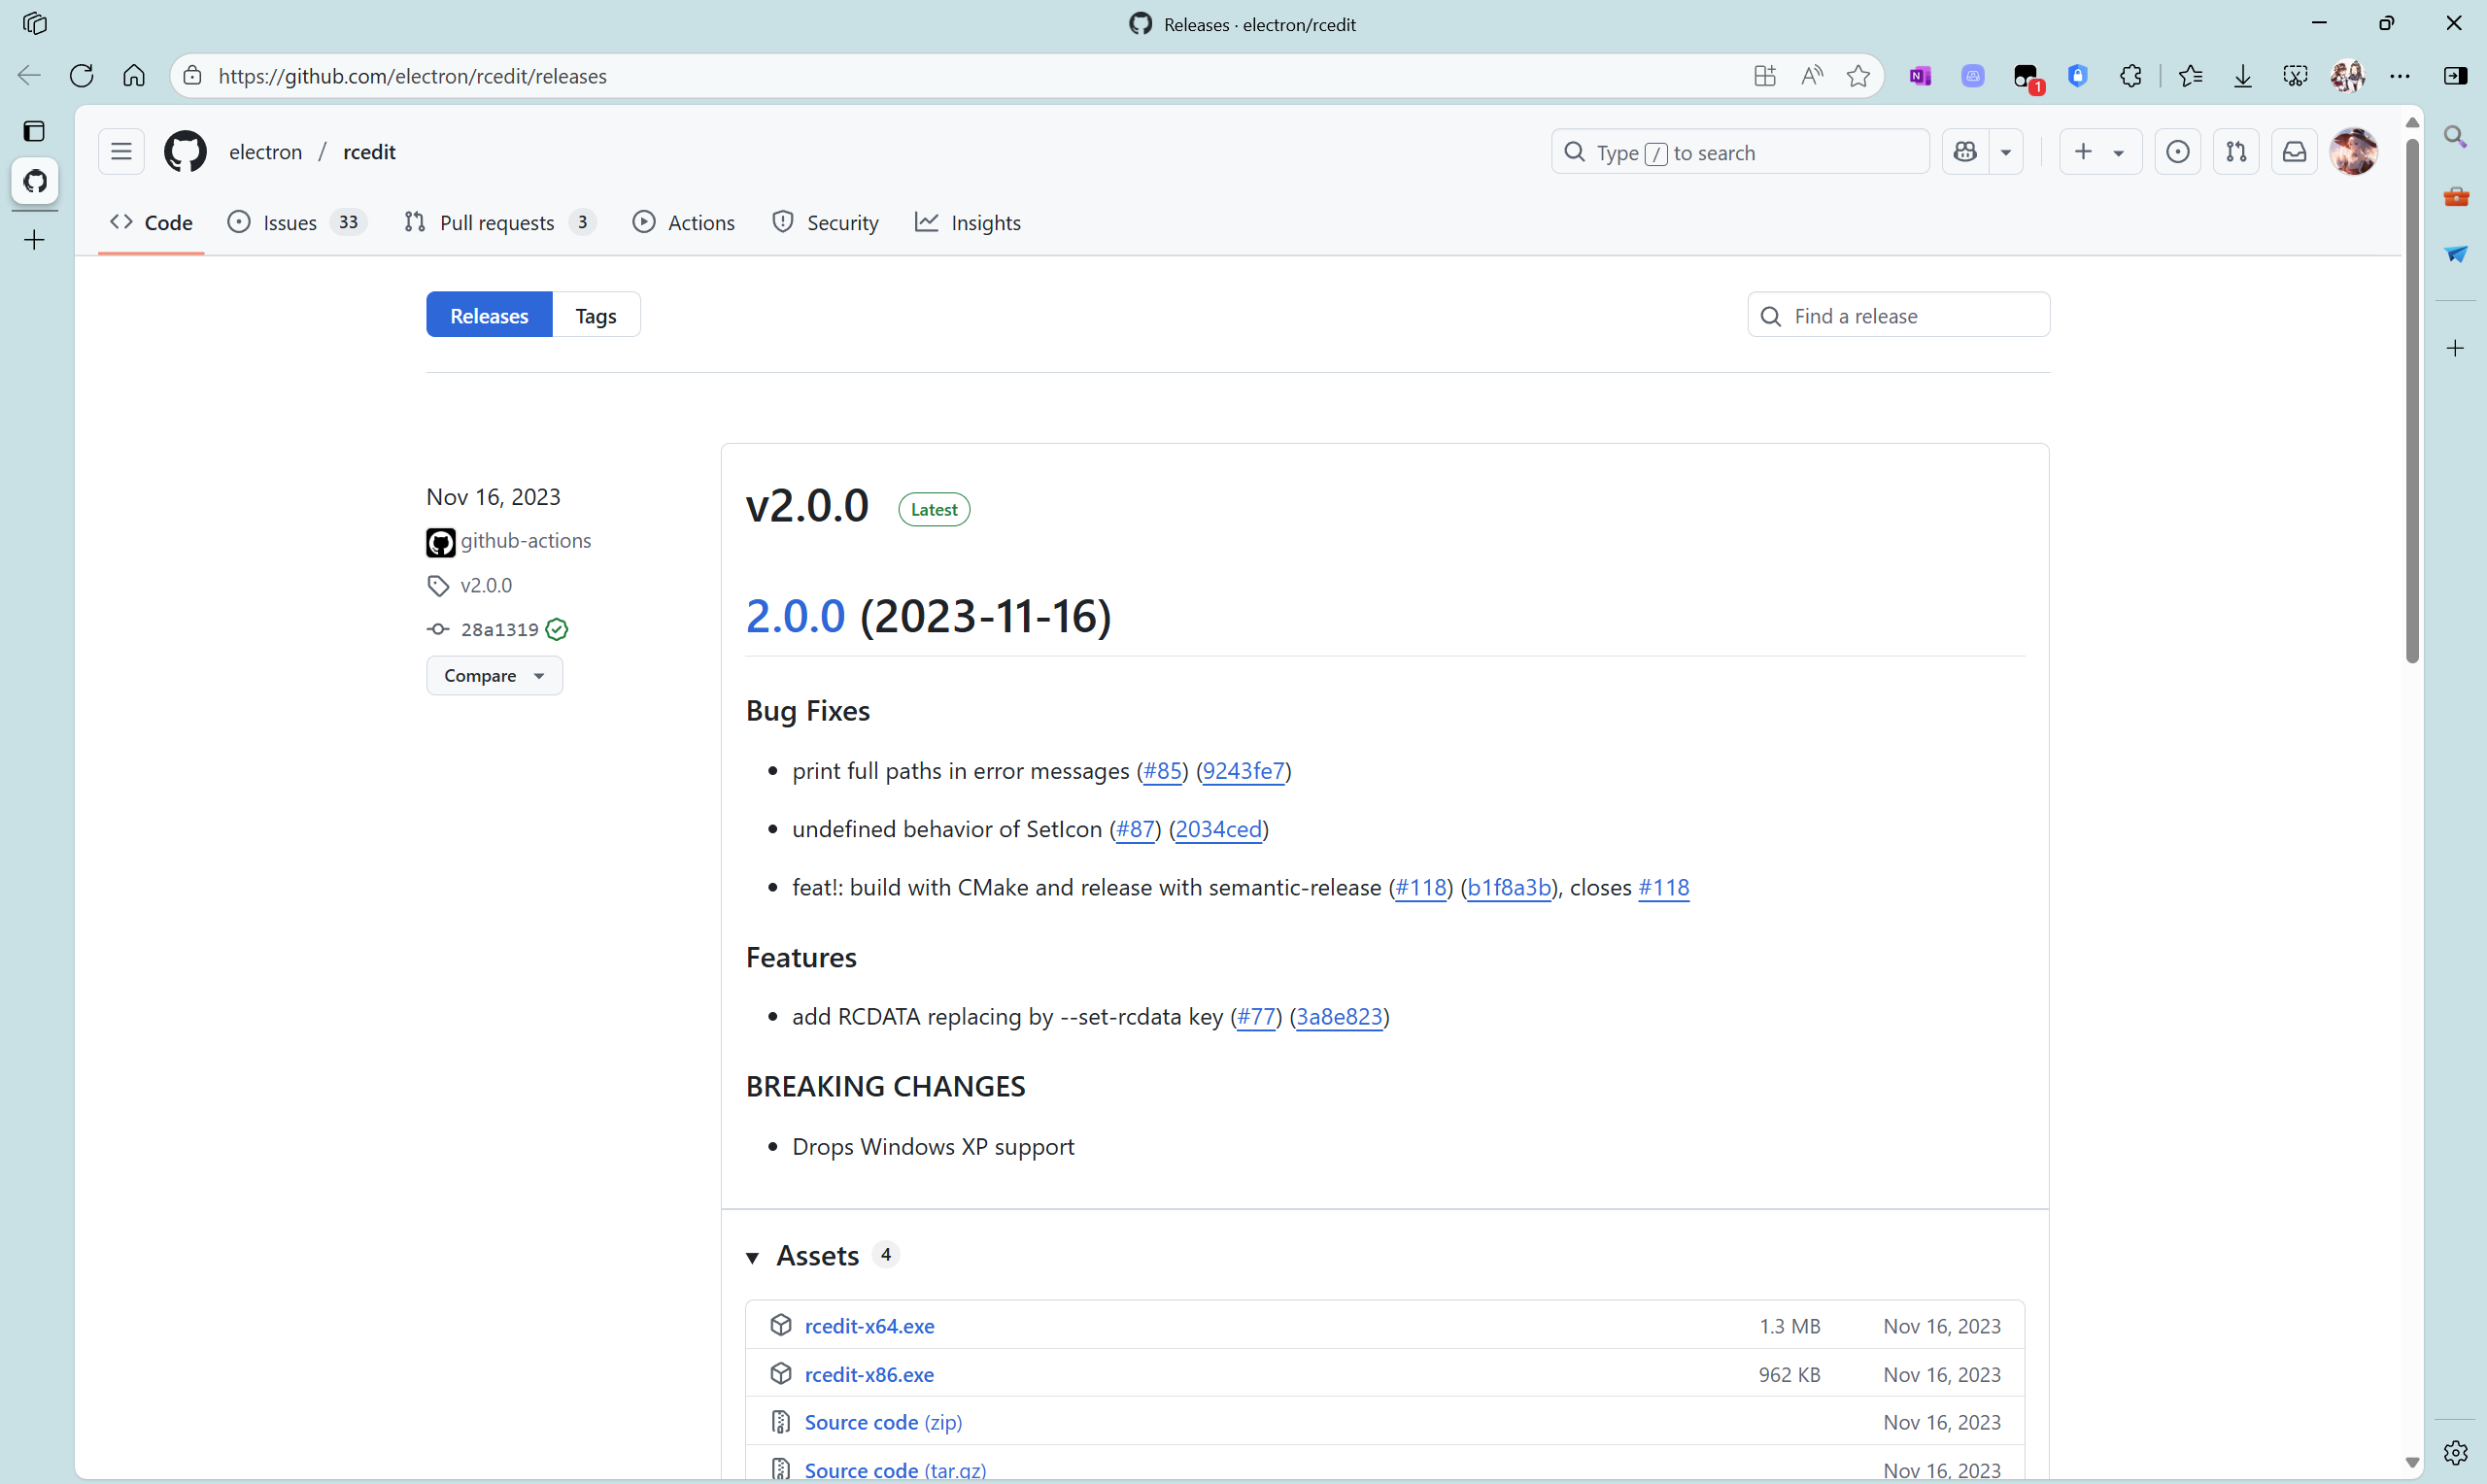 Releases · electron/rcedit
https://github.com/electron/rcedit/releases
1
electron / rcedit
Type / to search
Code
Issues 33
Pull requests 3
Actions
Security
Insights
Releases
Tags
Find a release
Nov 16, 2023
github-actions
v2.0.0
28a1319
Compare
v2.0.0 Latest
2.0.0 (2023-11-16)
Bug Fixes
• print full paths in error messages (#85) (9243fe7)
• undefined behavior of SetIcon (#87) (2034ced)
• feat!: build with CMake and release with semantic-release (#118) (b1f8a3b), closes #118
Features
• add RCDATA replacing by --set-rcdata key (#77) (3a8e823)
BREAKING CHANGES
• Drops Windows XP support
Assets 4
rcedit-x64.exe 1.3 MB Nov 16, 2023
rcedit-x86.exe 962 KB Nov 16, 2023
Source code (zip) Nov 16, 2023
Source code (tar.gz) Nov 16, 2023